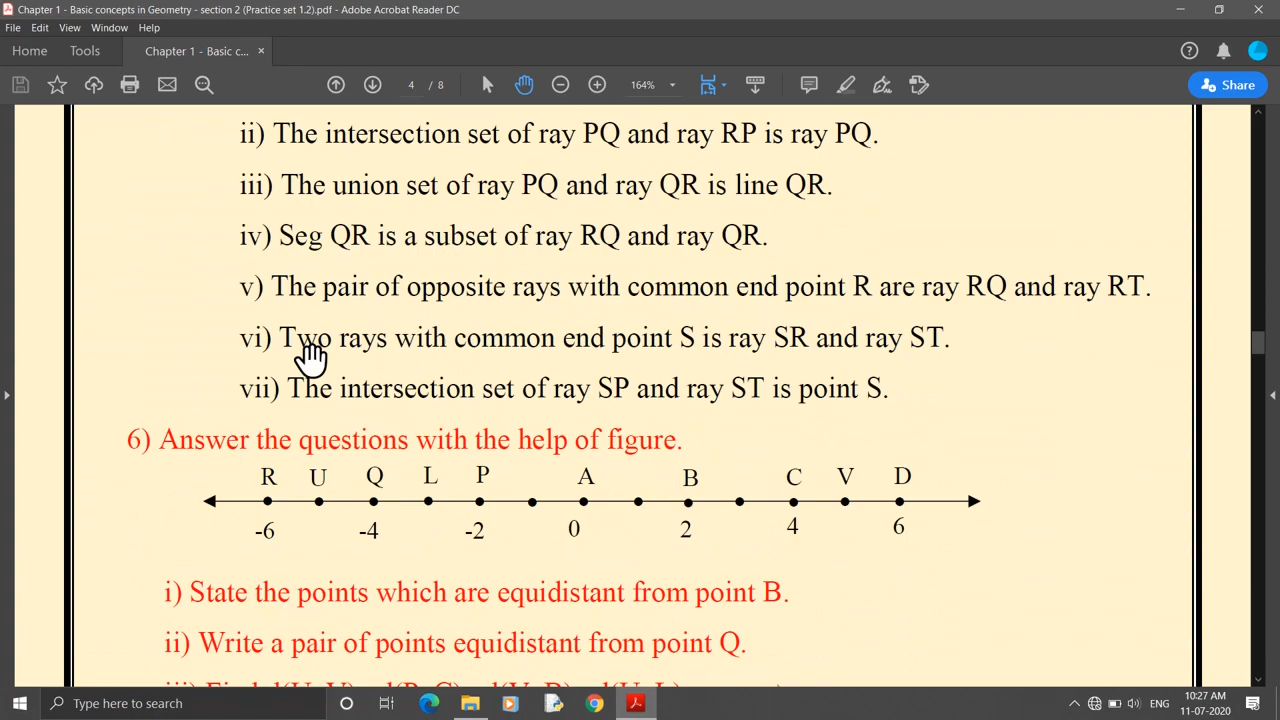 Chapter 1 - Basic concepts in Geometry - section 2 (Practice set 1.2).pdf - Adobe Acrobat Reader DC
File Edit View Window Help
Home Tools Chapter 1 - Basic c... ×
4 / 8 164% Share
ii) The intersection set of ray PQ and ray RP is ray PQ.
iii) The union set of ray PQ and ray QR is line QR.
iv) Seg QR is a subset of ray RQ and ray QR.
v) The pair of opposite rays with common end point R are ray RQ and ray RT.
vi) Two rays with common end point S is ray SR and ray ST.
vii) The intersection set of ray SP and ray ST is point S.
6) Answer the questions with the help of figure.
R U Q L P A B C V D
-6 -4 -2 0 2 4 6
i) State the points which are equidistant from point B.
ii) Write a pair of points equidistant from point Q.
Type here to search ENG 10:27 AM
11-07-2020